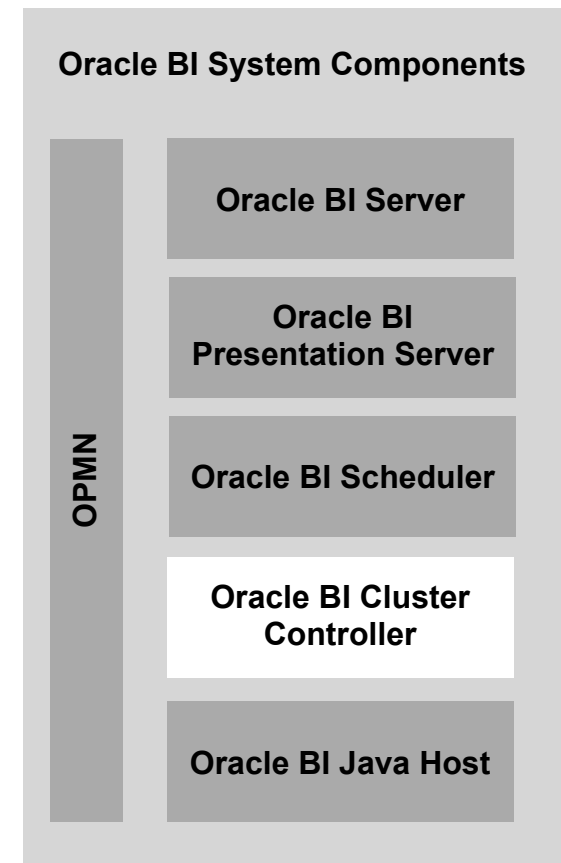 Oracle BI System Components
OPMN
Oracle BI Server
Oracle BI
Presentation Server
Oracle BI Scheduler
Oracle BI Cluster
Controller
Oracle BI Java Host